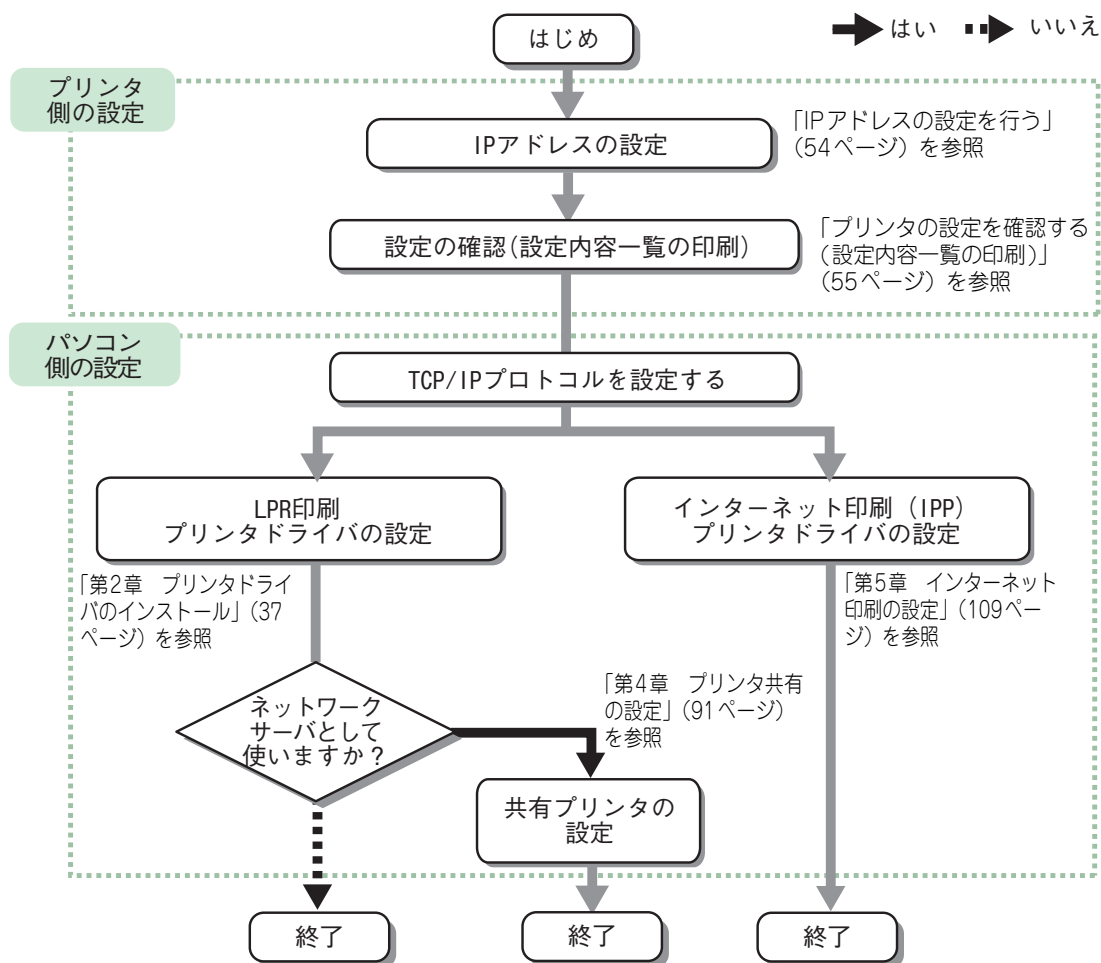 はじめ
はい
いいえ
プリンタ
側の設定
IPアドレスの設定
「IPアドレスの設定を行う」
(54ページ) を参照
設定の確認(設定内容一覧の印刷)
「プリンタの設定を確認する
(設定内容一覧の印刷)」
(55ページ) を参照
パソコン
側の設定
TCP/IPプロトコルを設定する
LPR印刷
プリンタドライバの設定
インターネット印刷 (IPP)
プリンタドライバの設定
「第2章 プリンタドライ
バのインストール」(37
ページ) を参照
「第5章 インターネット
印刷の設定」(109ペー
ジ) を参照
ネットワーク
サーバとして
使いますか?
「第4章 プリンタ共有
の設定」(91ページ)
を参照
共有プリンタの
設定
終了
終了
終了